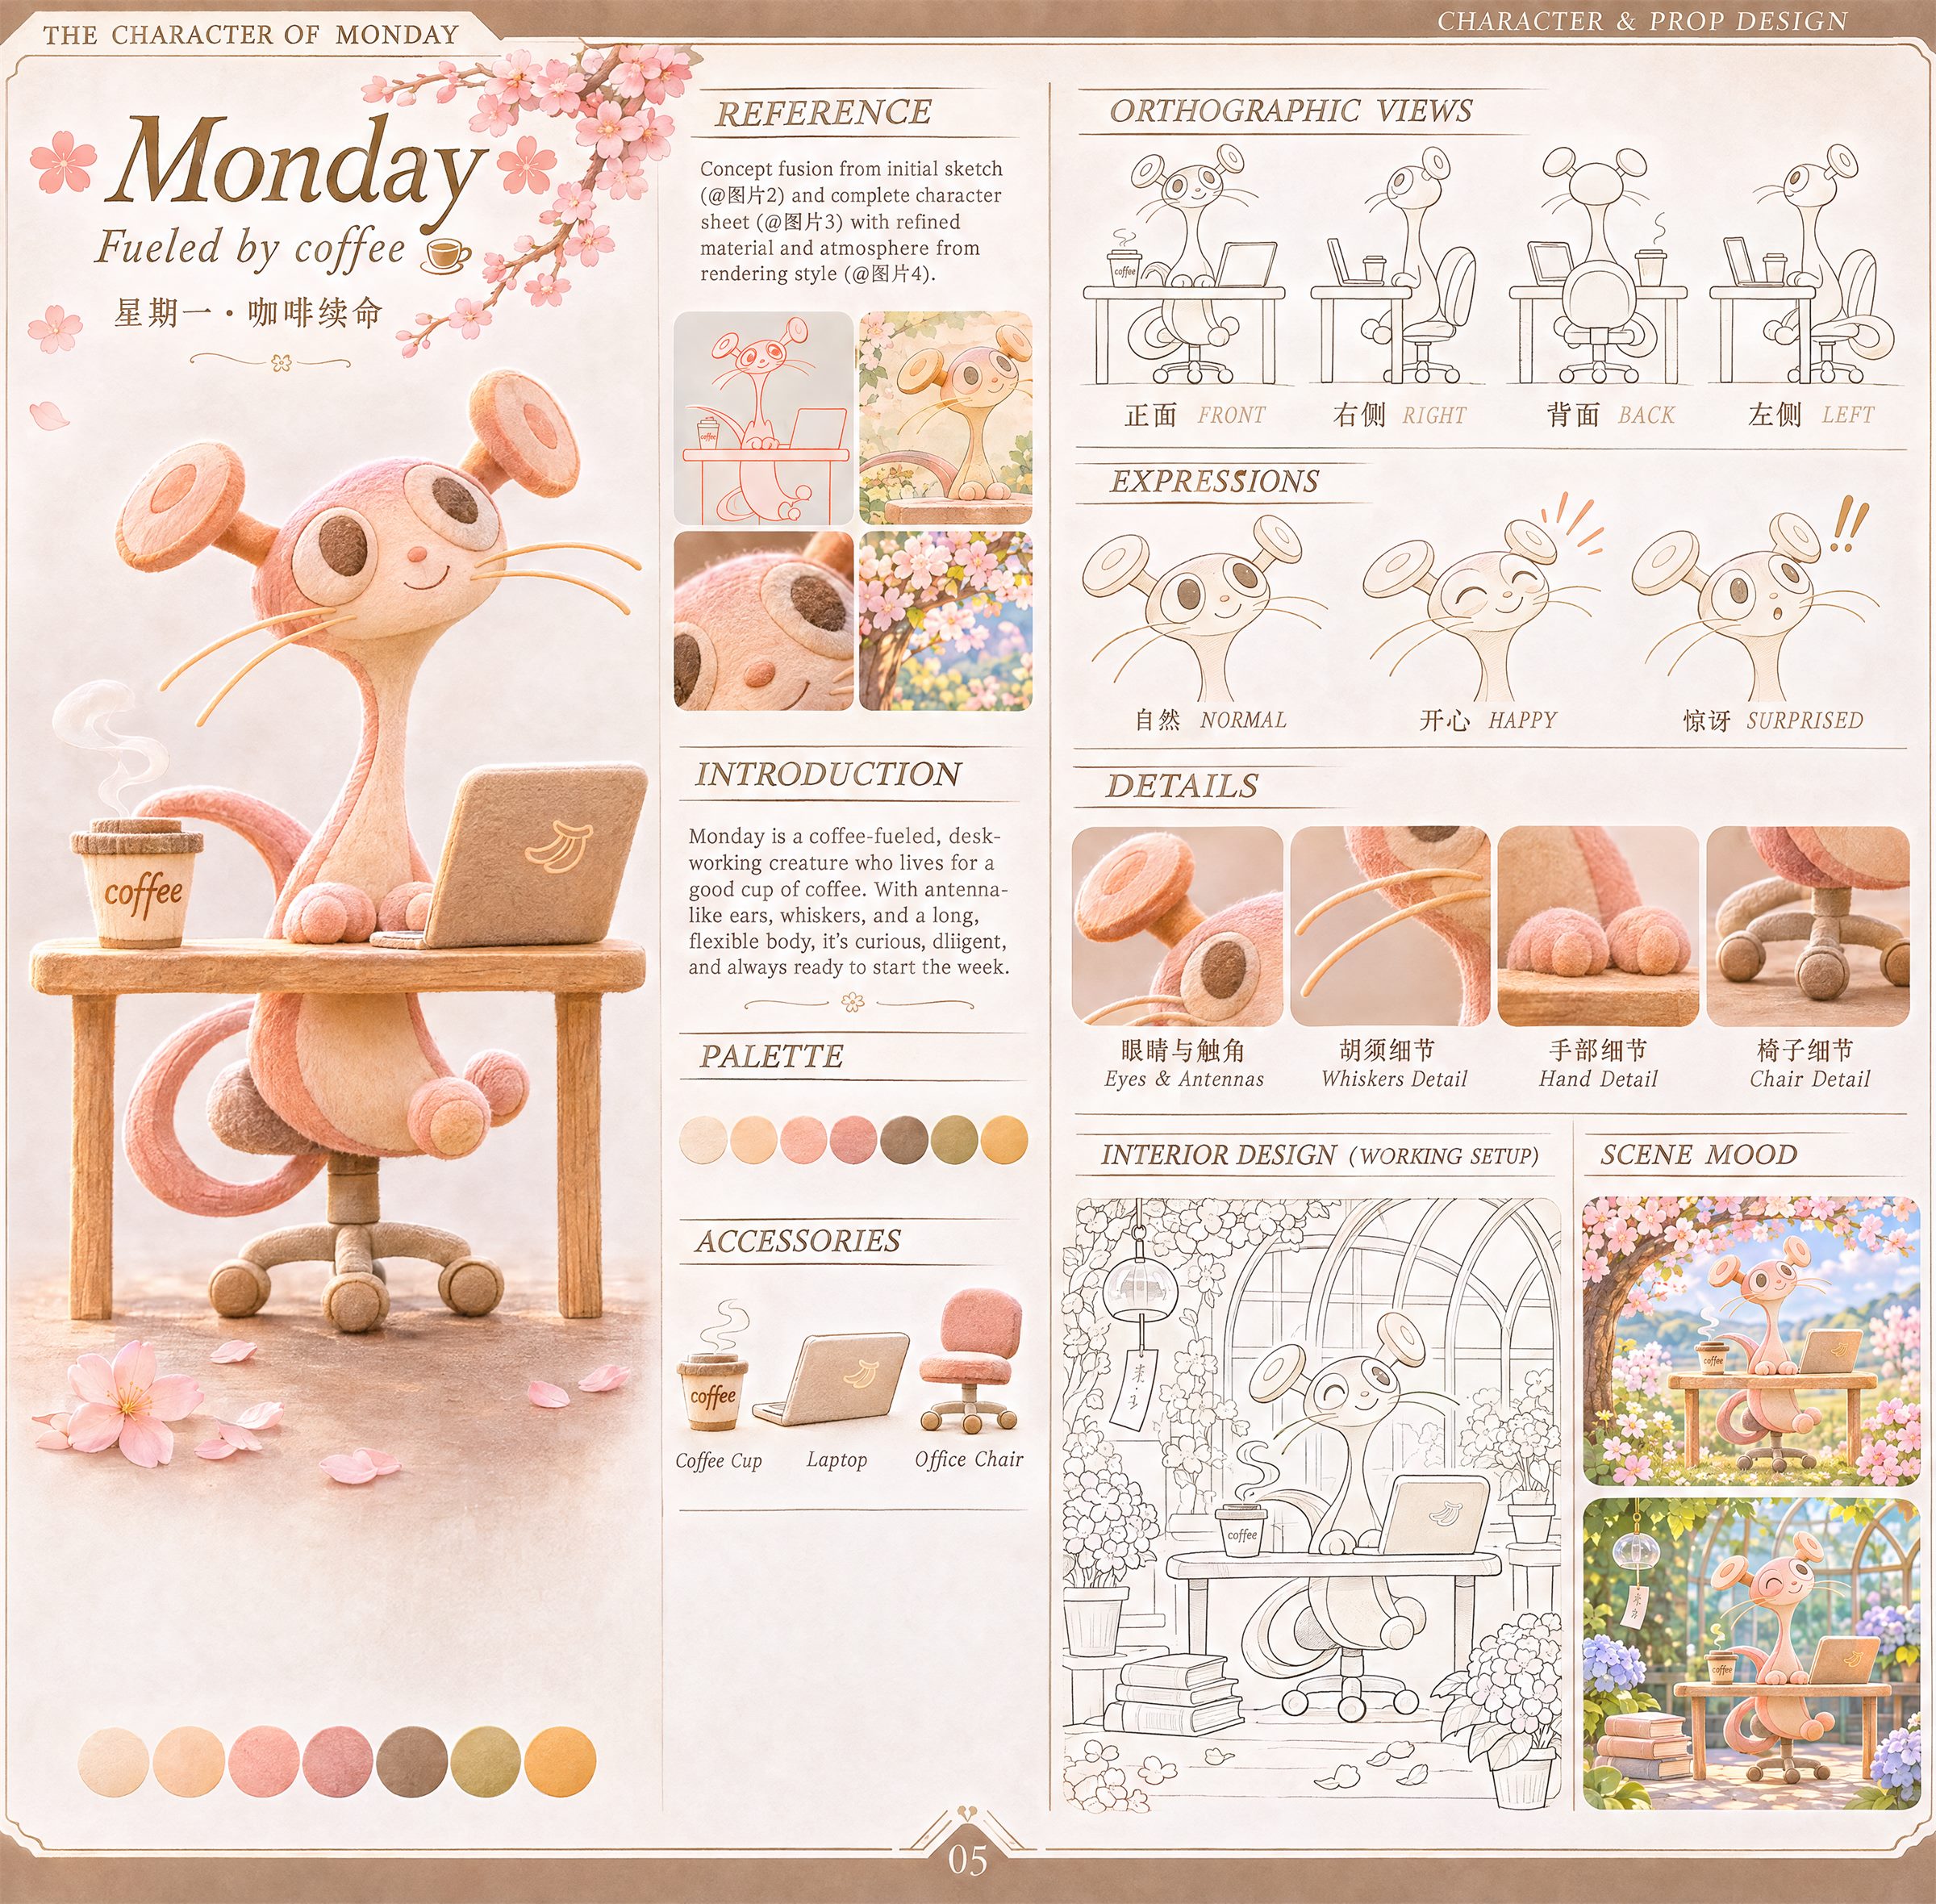 THE CHARACTER OF MONDAY
CHARACTER & PROP DESIGN
Monday
Fueled by coffee
星期一·咖啡续命
coffee
REFERENCE
Concept fusion from initial sketch
(@图片2) and complete character
sheet (@图片3) with refined
material and atmosphere from
rendering style (@图片4).
coffee
INTRODUCTION
Monday is a coffee-fueled, desk-
working creature who lives for a
good cup of coffee. With antenna-
like ears, whiskers, and a long,
flexible body, it's curious, dliigent,
and always ready to start the week.
PALETTE
ACCESSORIES
coffee
Coffee Cup
Laptop
Office Chair
ORTHOGRAPHIC VIEWS
coffee
正面 FRONT
右侧 RIGHT
背面 BACK
左侧 LEFT
EXPRESSIONS
!!
自然 NORMAL
开心 HAPPY
惊讶 SURPRISED
DETAILS
眼睛与触角
Eyes & Antennas
胡须细节
Whiskers Detail
手部细节
Hand Detail
椅子细节
Chair Detail
INTERIOR DESIGN (WORKING SETUP)
coffee
SCENE MOOD
coffee
coffee
05